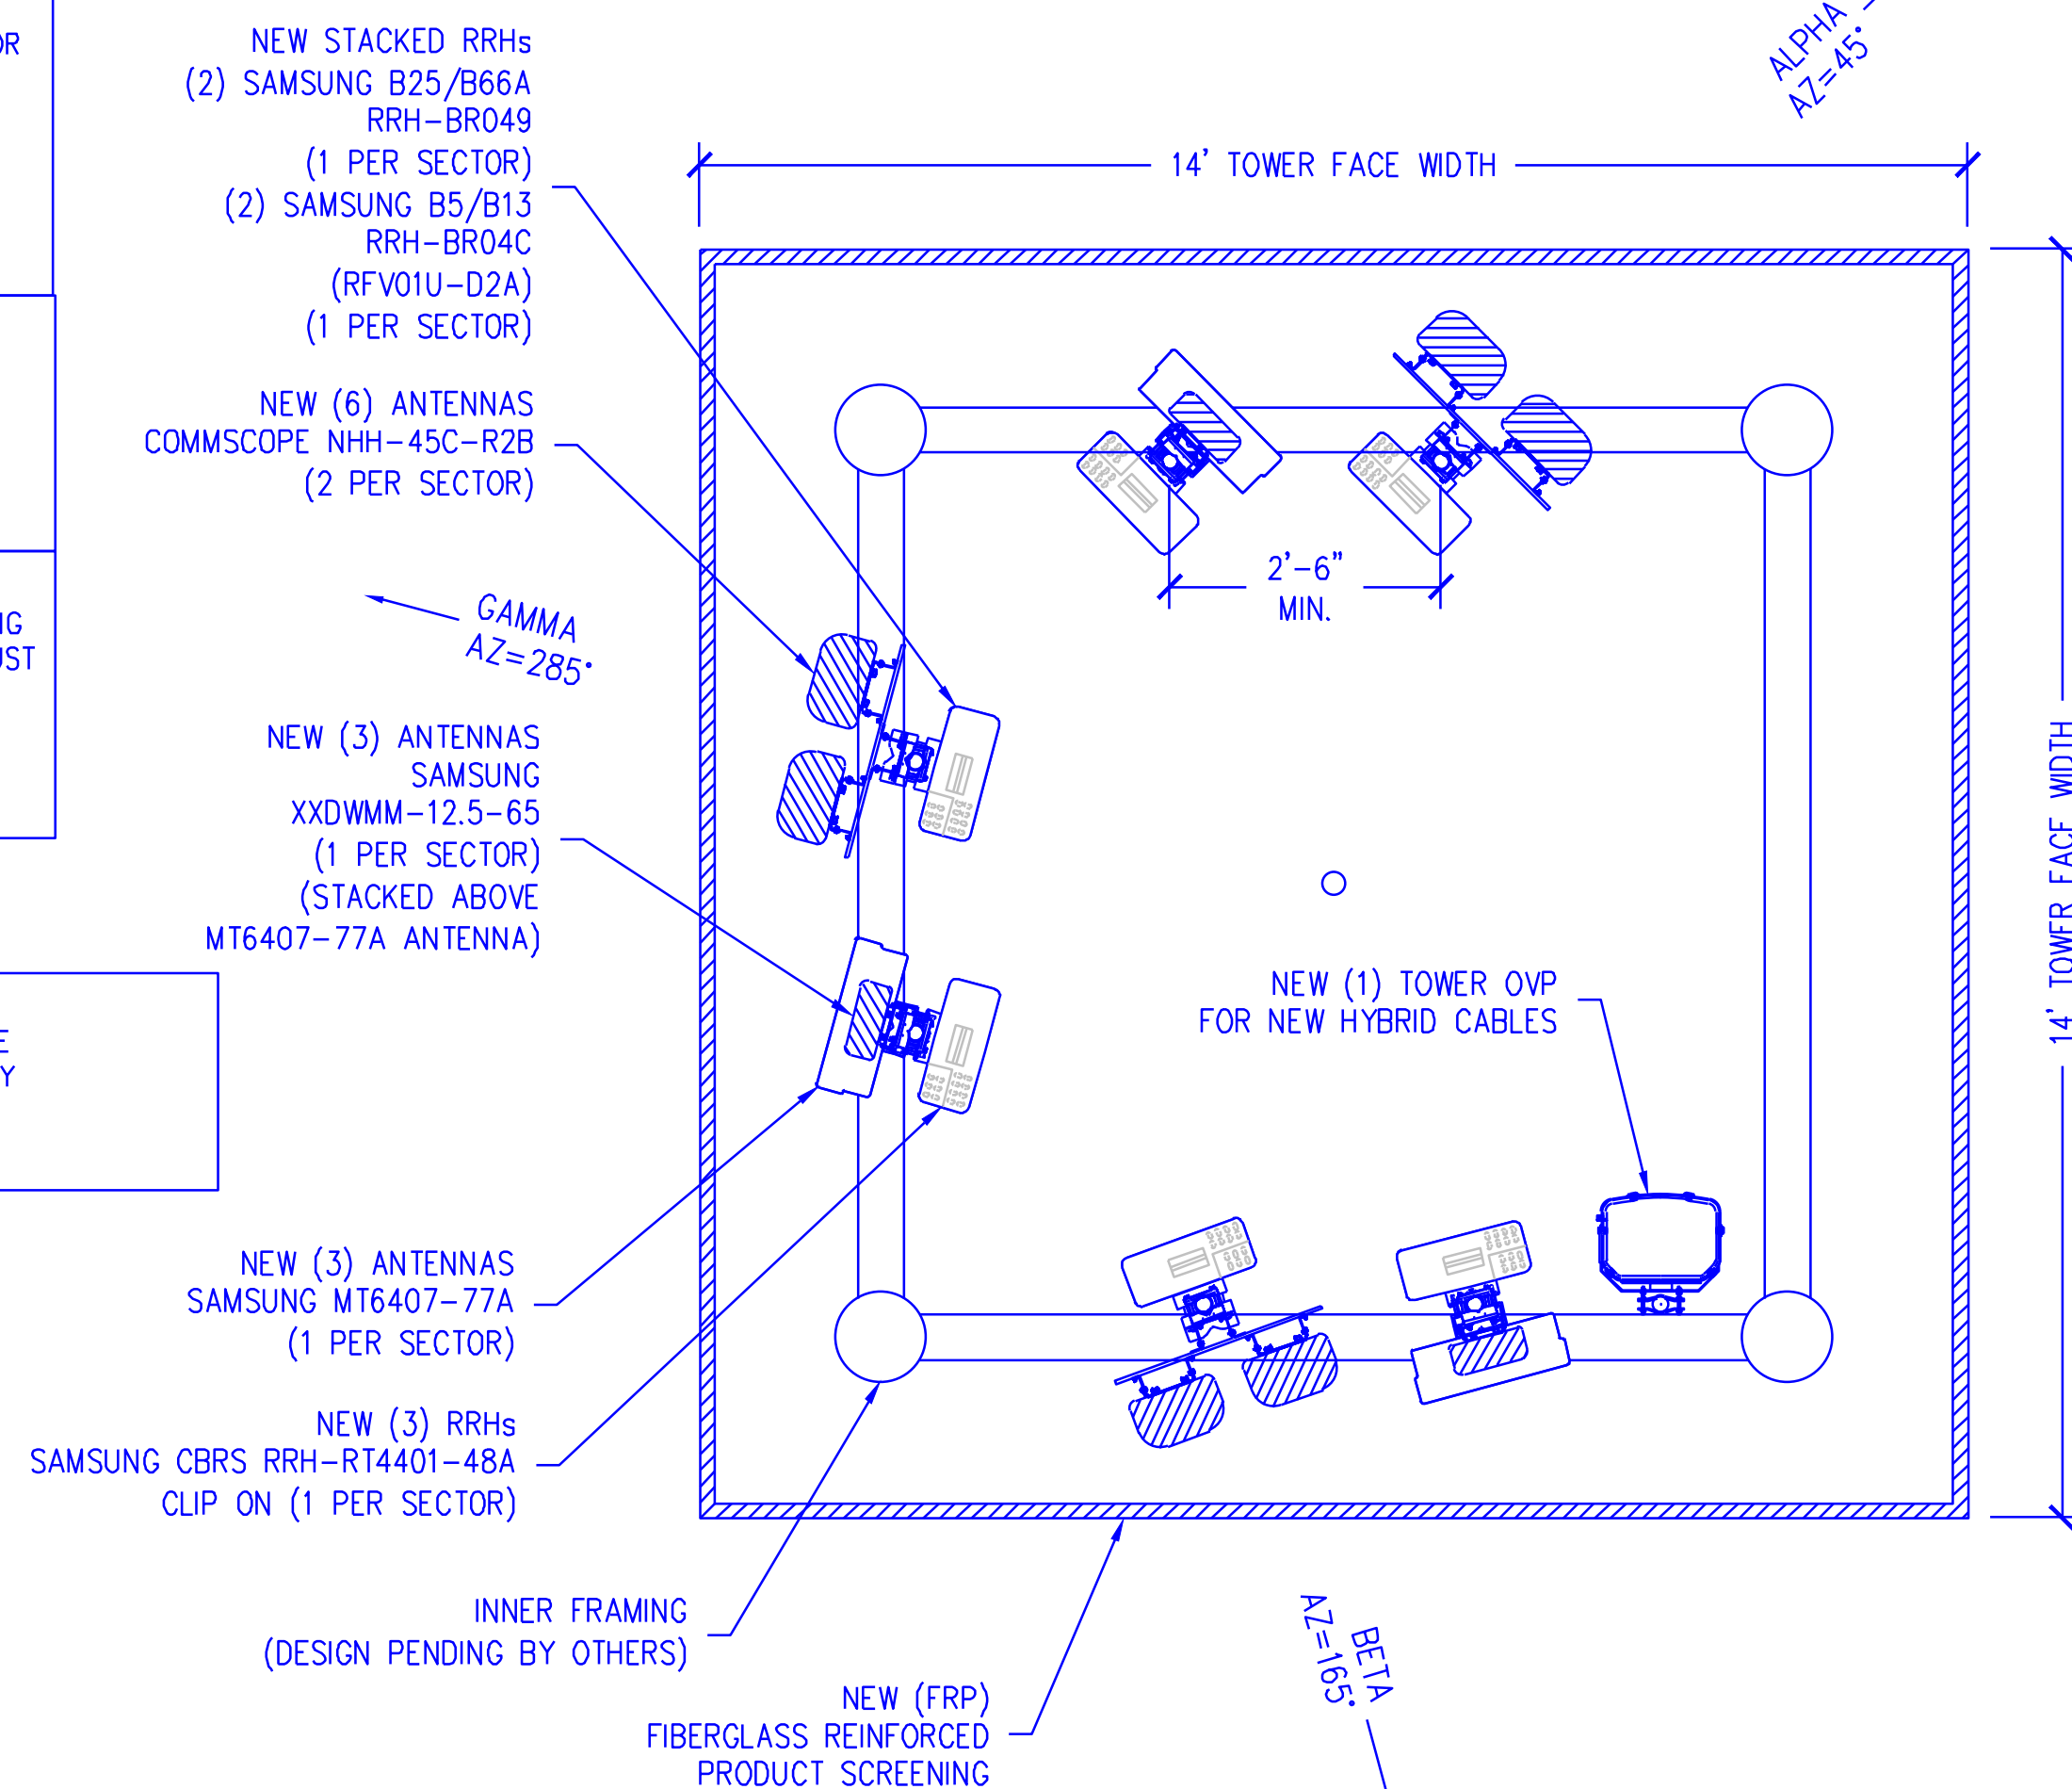 NEW STACKED RRHs
(2) SAMSUNG B25/B66A
RRH-BR049
(1 PER SECTOR)
(2) SAMSUNG B5/B13
RRH-BR04C
(RFV01U-D2A)
(1 PER SECTOR)
NEW (6) ANTENNAS
COMMSCOPE NHH-45C-R2B
(2 PER SECTOR)
GAMMA
AZ=285°
NEW (3) ANTENNAS
SAMSUNG
XXDWMM-12.5-65
(1 PER SECTOR)
(STACKED ABOVE
MT6407-77A ANTENNA)
NEW (3) ANTENNAS
SAMSUNG MT6407-77A
(1 PER SECTOR)
NEW (3) RRHs
SAMSUNG CBRS RRH-RT4401-48A
CLIP ON (1 PER SECTOR)
INNER FRAMING
(DESIGN PENDING BY OTHERS)
NEW (FRP)
FIBERGLASS REINFORCED
PRODUCT SCREENING
ALPHA
AZ=45°
14' TOWER FACE WIDTH
2'-6"
MIN.
NEW (1) TOWER OVP
FOR NEW HYBRID CABLES
14' TOWER FACE WIDTH
BETA
AZ=165°